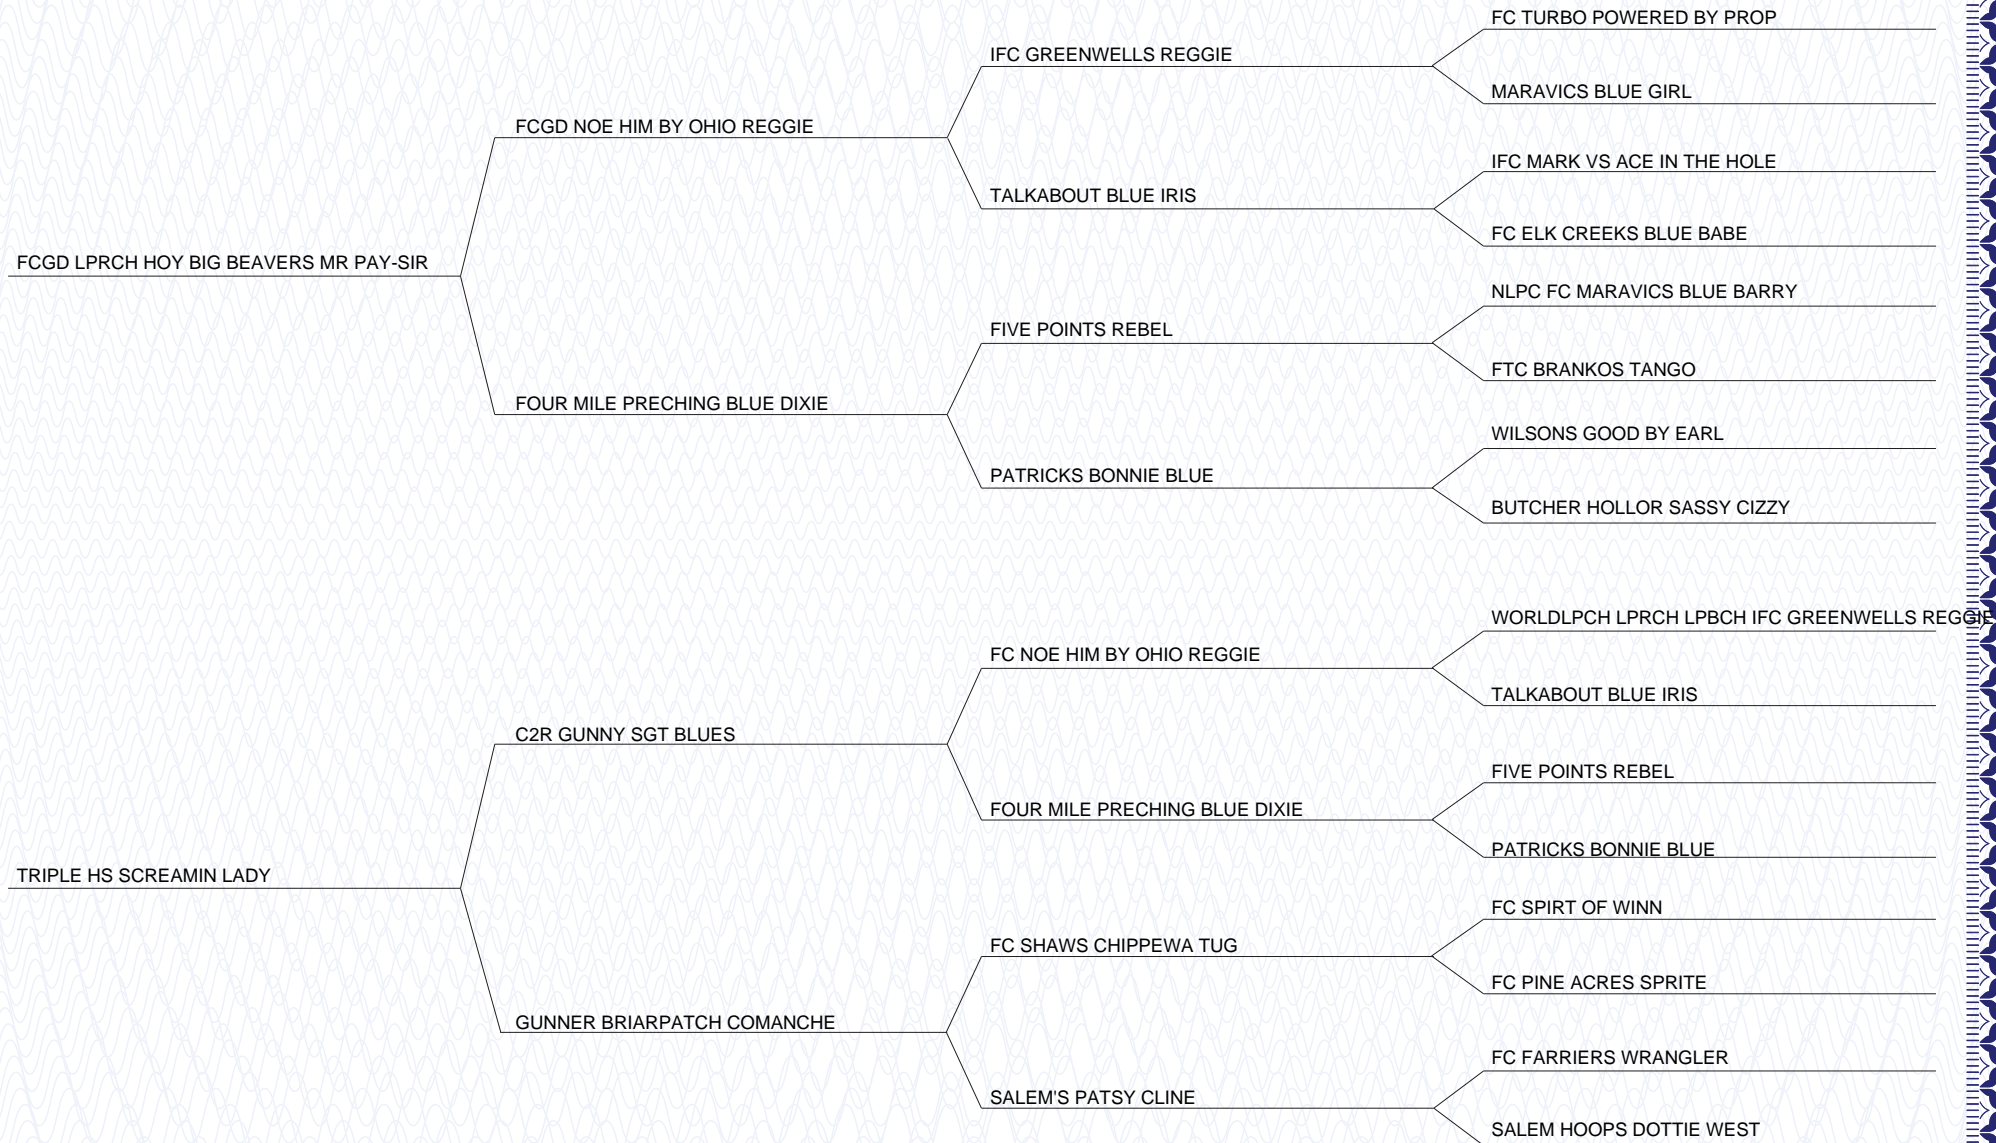 FC TURBO POWERED BY PROP
IFC GREENWELLS REGGIE
MARAVICS BLUE GIRL
FCGD NOE HIM BY OHIO REGGIE
IFC MARK VS ACE IN THE HOLE
TALKABOUT BLUE IRIS
FC ELK CREEKS BLUE BABE
FCGD LPRCH HOY BIG BEAVERS MR PAY-SIR
NLPC FC MARAVICS BLUE BARRY
FIVE POINTS REBEL
FTC BRANKOS TANGO
FOUR MILE PRECHING BLUE DIXIE
WILSONS GOOD BY EARL
PATRICKS BONNIE BLUE
BUTCHER HOLLOR SASSY CIZZY
WORLDLPCH LPRCH LPBCH IFC GREENWELLS REGGIE
FC NOE HIM BY OHIO REGGIE
TALKABOUT BLUE IRIS
C2R GUNNY SGT BLUES
FIVE POINTS REBEL
FOUR MILE PRECHING BLUE DIXIE
PATRICKS BONNIE BLUE
TRIPLE HS SCREAMIN LADY
FC SPIRT OF WINN
FC SHAWS CHIPPEWA TUG
FC PINE ACRES SPRITE
GUNNER BRIARPATCH COMANCHE
FC FARRIERS WRANGLER
SALEM'S PATSY CLINE
SALEM HOOPS DOTTIE WEST